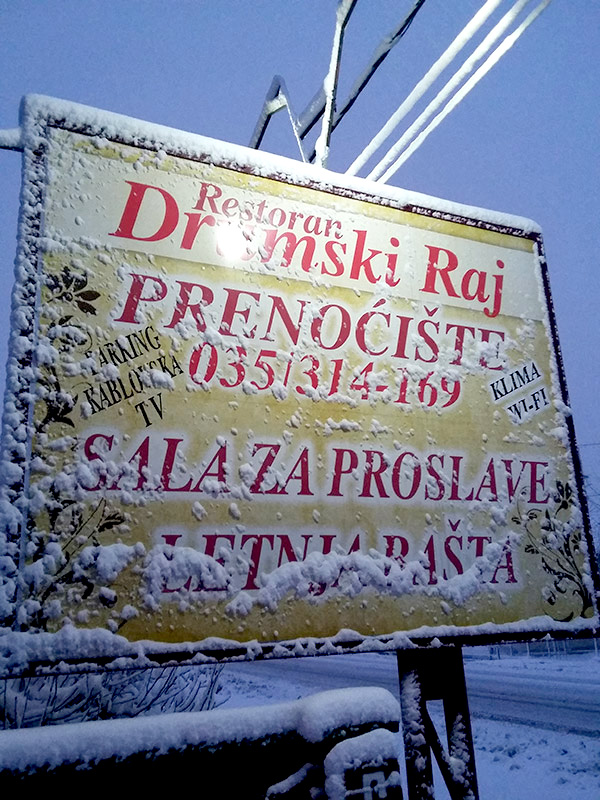 Restoran
Drumski Raj
PRENOĆIŠTE
035/314-169
PARKING
KABLOVSKA
TV
KLIMA
WI-FI
SALA ZA PROSLAVE
LETNJA BAŠTA